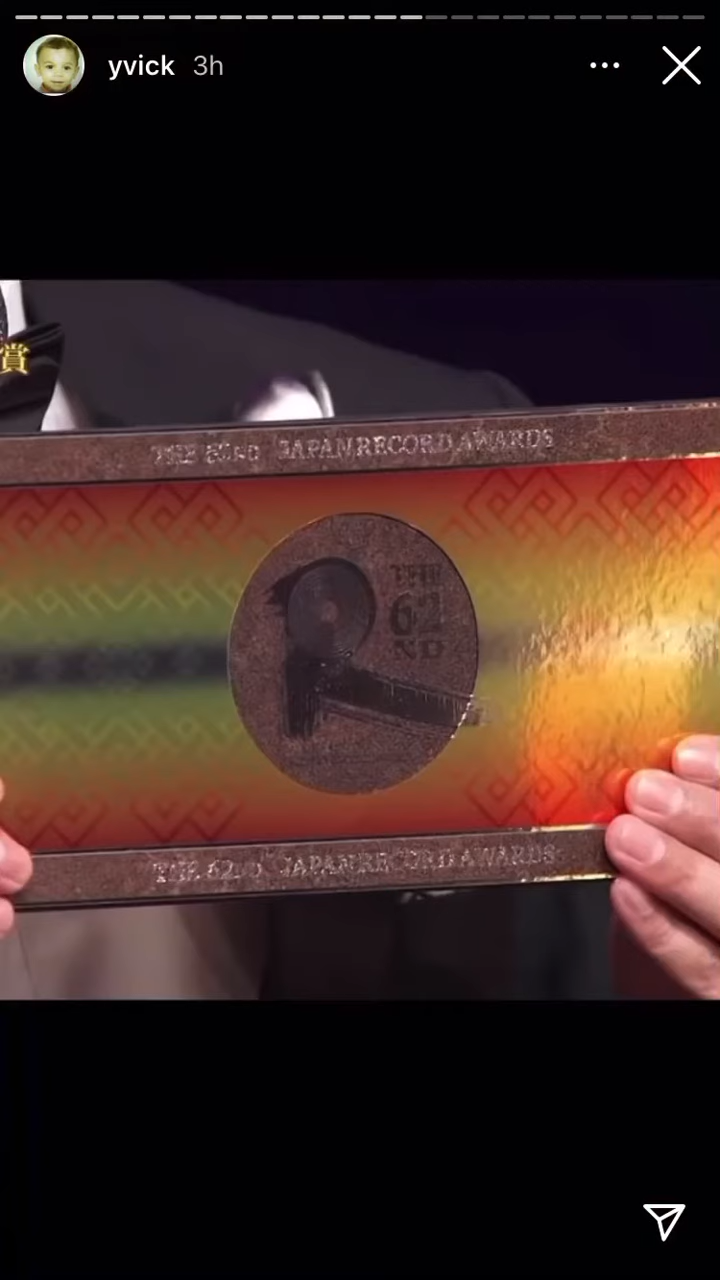 yvick 3h
賞
THE 62ND JAPAN RECORD AWARDS
THE
62
ND
THE 62ND JAPAN RECORD AWARDS